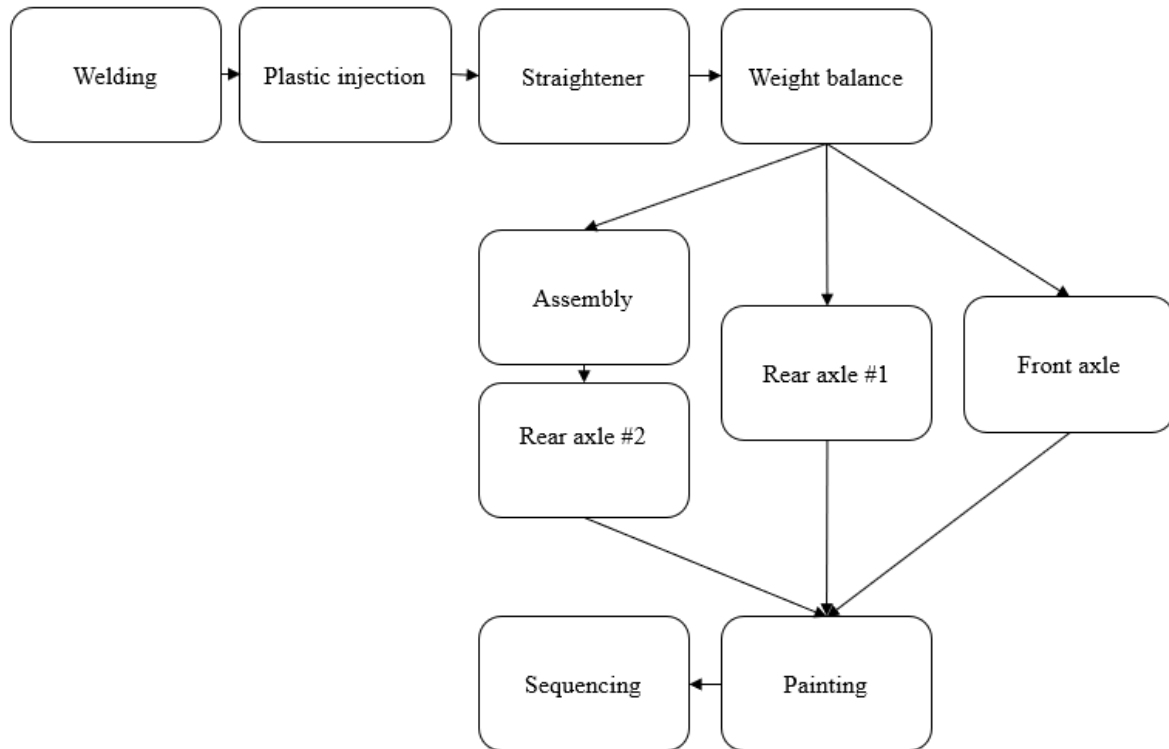 Welding
Plastic injection
Straightener
Weight balance
Assembly
Rear axle #1
Front axle
Rear axle #2
Sequencing
Painting